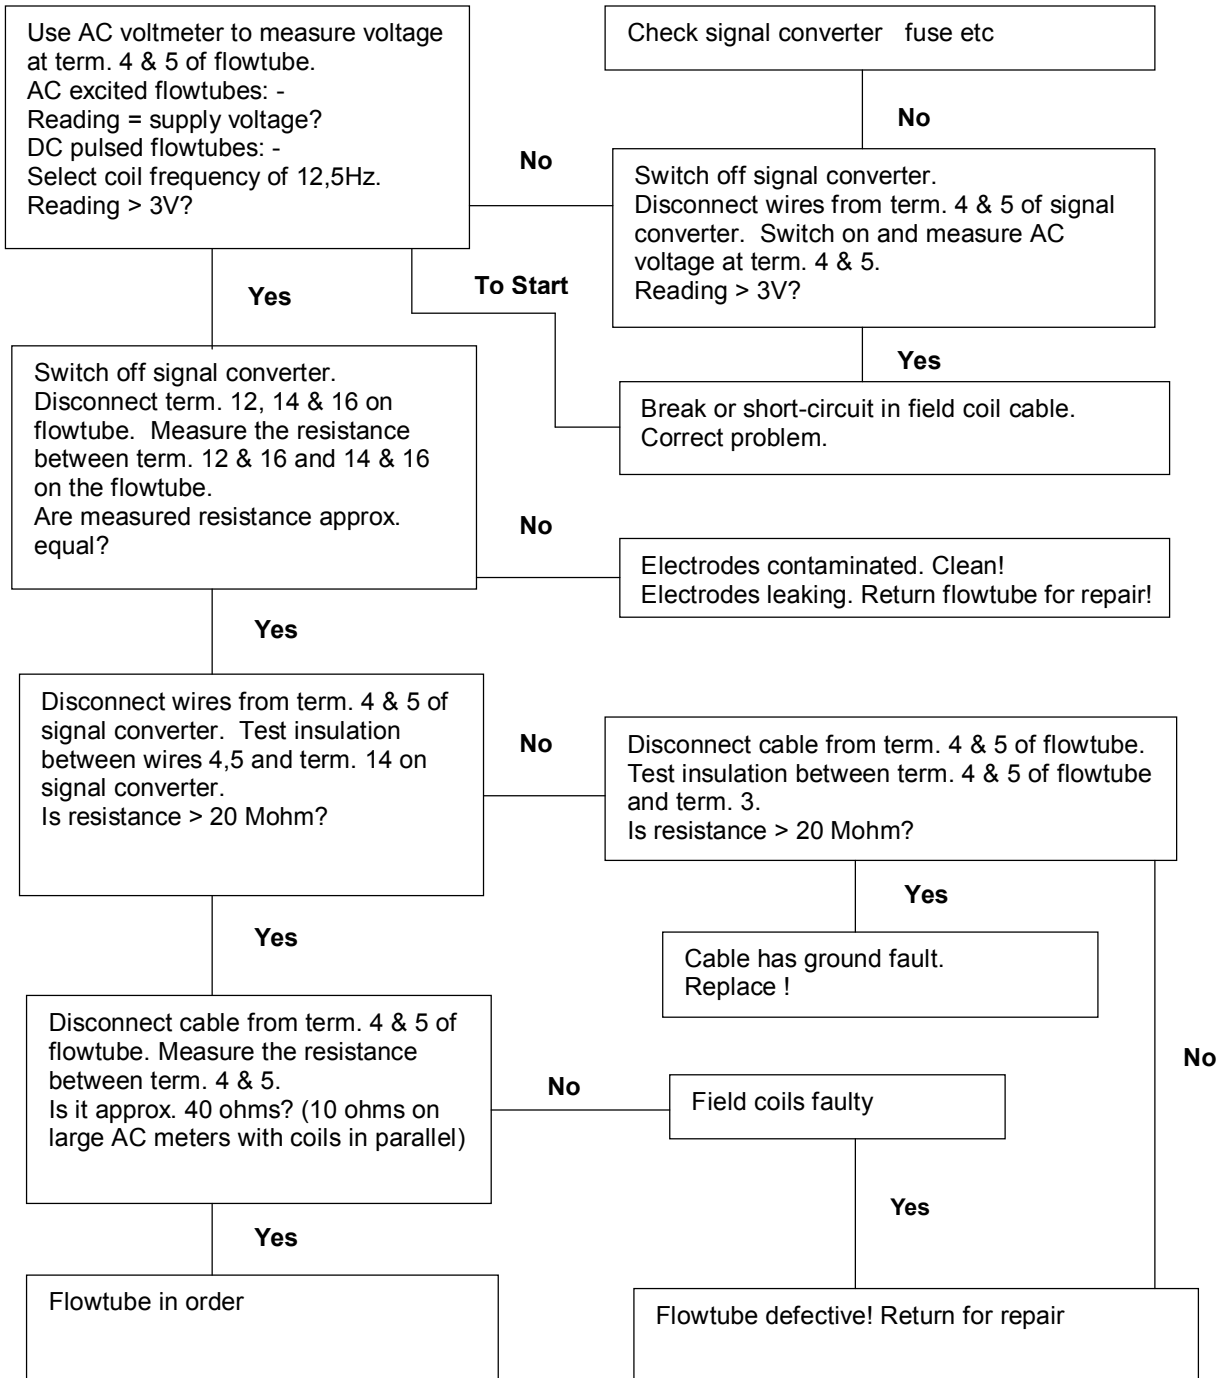 Use AC voltmeter to measure voltage
at term. 4 & 5 of flowtube.
AC excited flowtubes: -
Reading = supply voltage?
DC pulsed flowtubes: -
Select coil frequency of 12,5Hz.
Reading > 3V?
Check signal converter   fuse etc
No
No
Switch off signal converter.
Disconnect wires from term. 4 & 5 of signal
converter.  Switch on and measure AC
voltage at term. 4 & 5.
Reading > 3V?
Yes
To Start
Yes
Switch off signal converter.
Disconnect term. 12, 14 & 16 on
flowtube.  Measure the resistance
between term. 12 & 16 and 14 & 16
on the flowtube.
Are measured resistance approx.
equal?
Break or short-circuit in field coil cable.
Correct problem.
No
Electrodes contaminated. Clean!
Electrodes leaking. Return flowtube for repair!
Yes
Disconnect wires from term. 4 & 5 of
signal converter.  Test insulation
between wires 4,5 and term. 14 on
signal converter.
Is resistance > 20 Mohm?
No
Disconnect cable from term. 4 & 5 of flowtube.
Test insulation between term. 4 & 5 of flowtube
and term. 3.
Is resistance > 20 Mohm?
Yes
Yes
Cable has ground fault.
Replace !
Disconnect cable from term. 4 & 5 of
flowtube. Measure the resistance
between term. 4 & 5.
Is it approx. 40 ohms? (10 ohms on
large AC meters with coils in parallel)
No
Field coils faulty
No
Yes
Yes
Flowtube in order
Flowtube defective! Return for repair